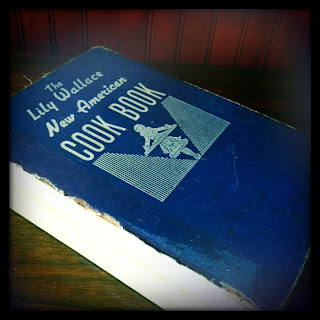 The
Lily Wallace
New American
COOK BOOK